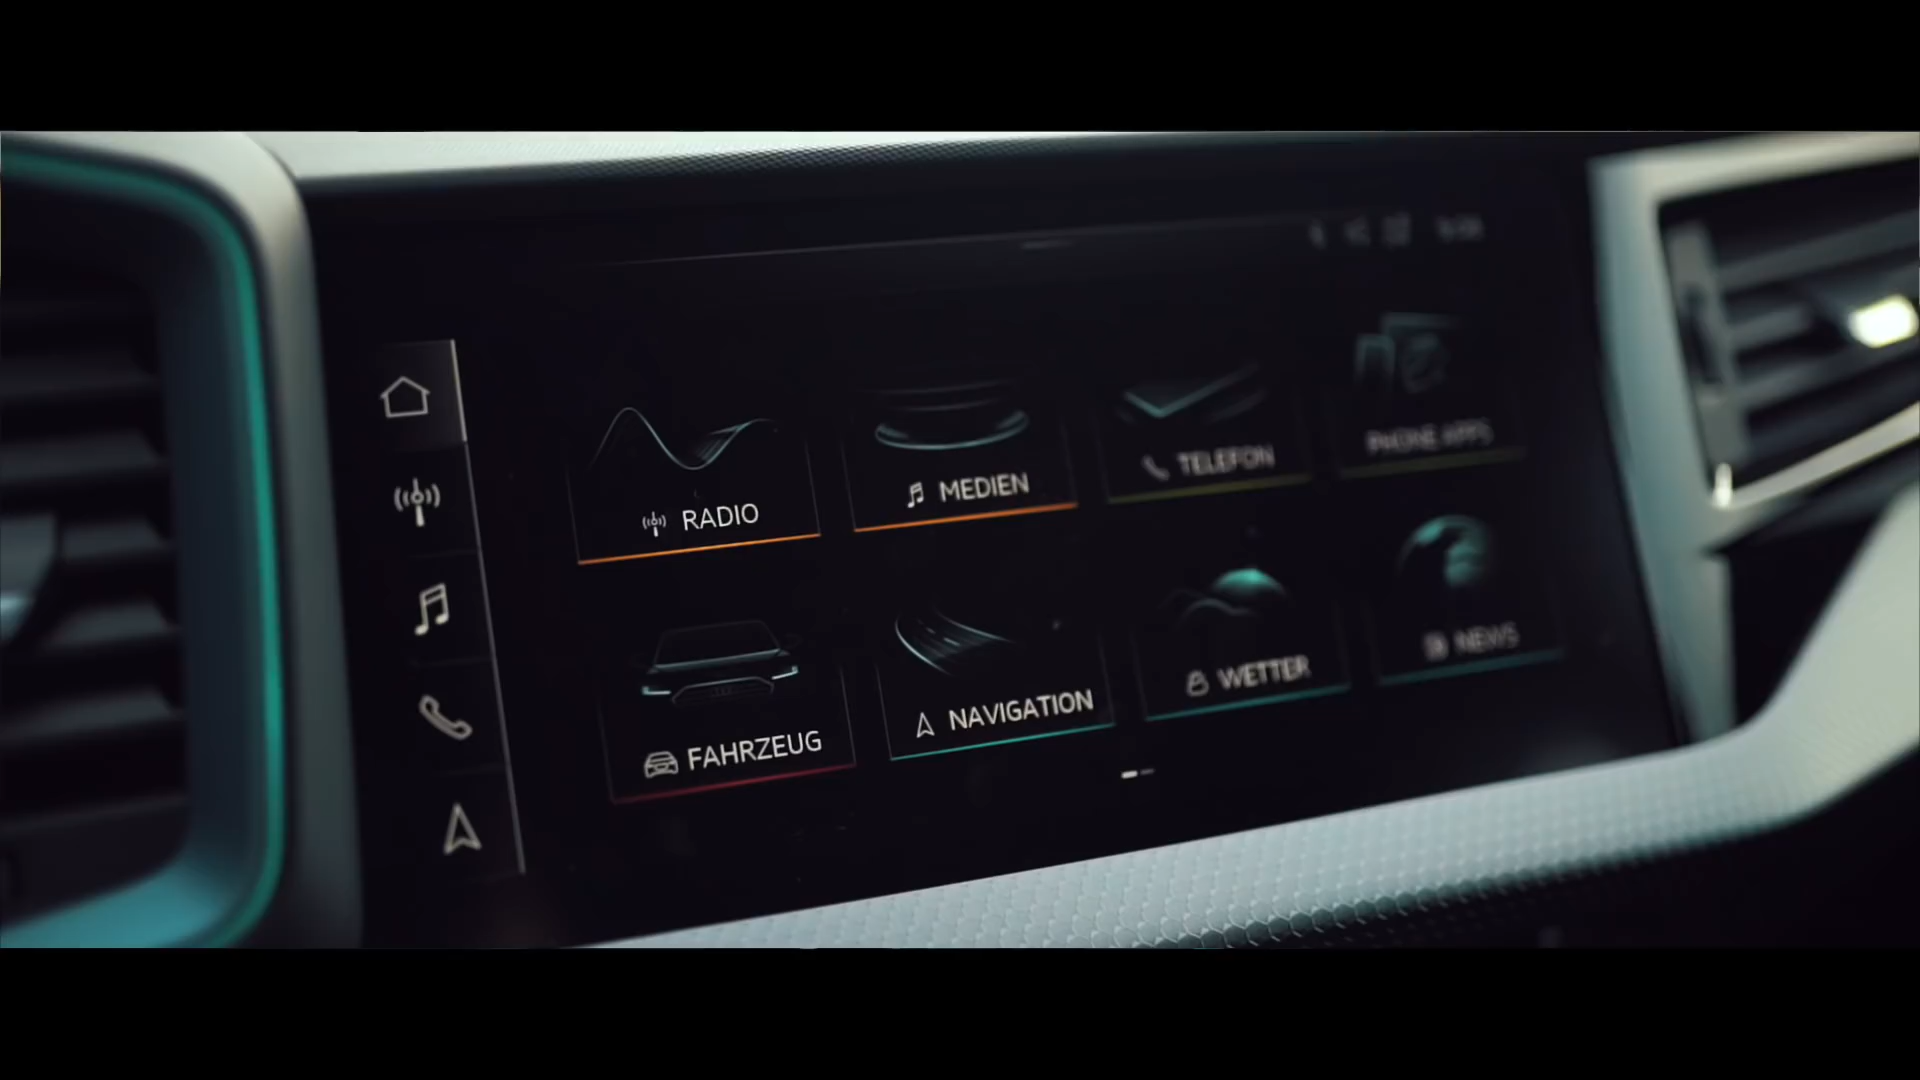 RADIO
MEDIEN
TELEFON
PHONE APPS
FAHRZEUG
NAVIGATION
WETTER
NEWS